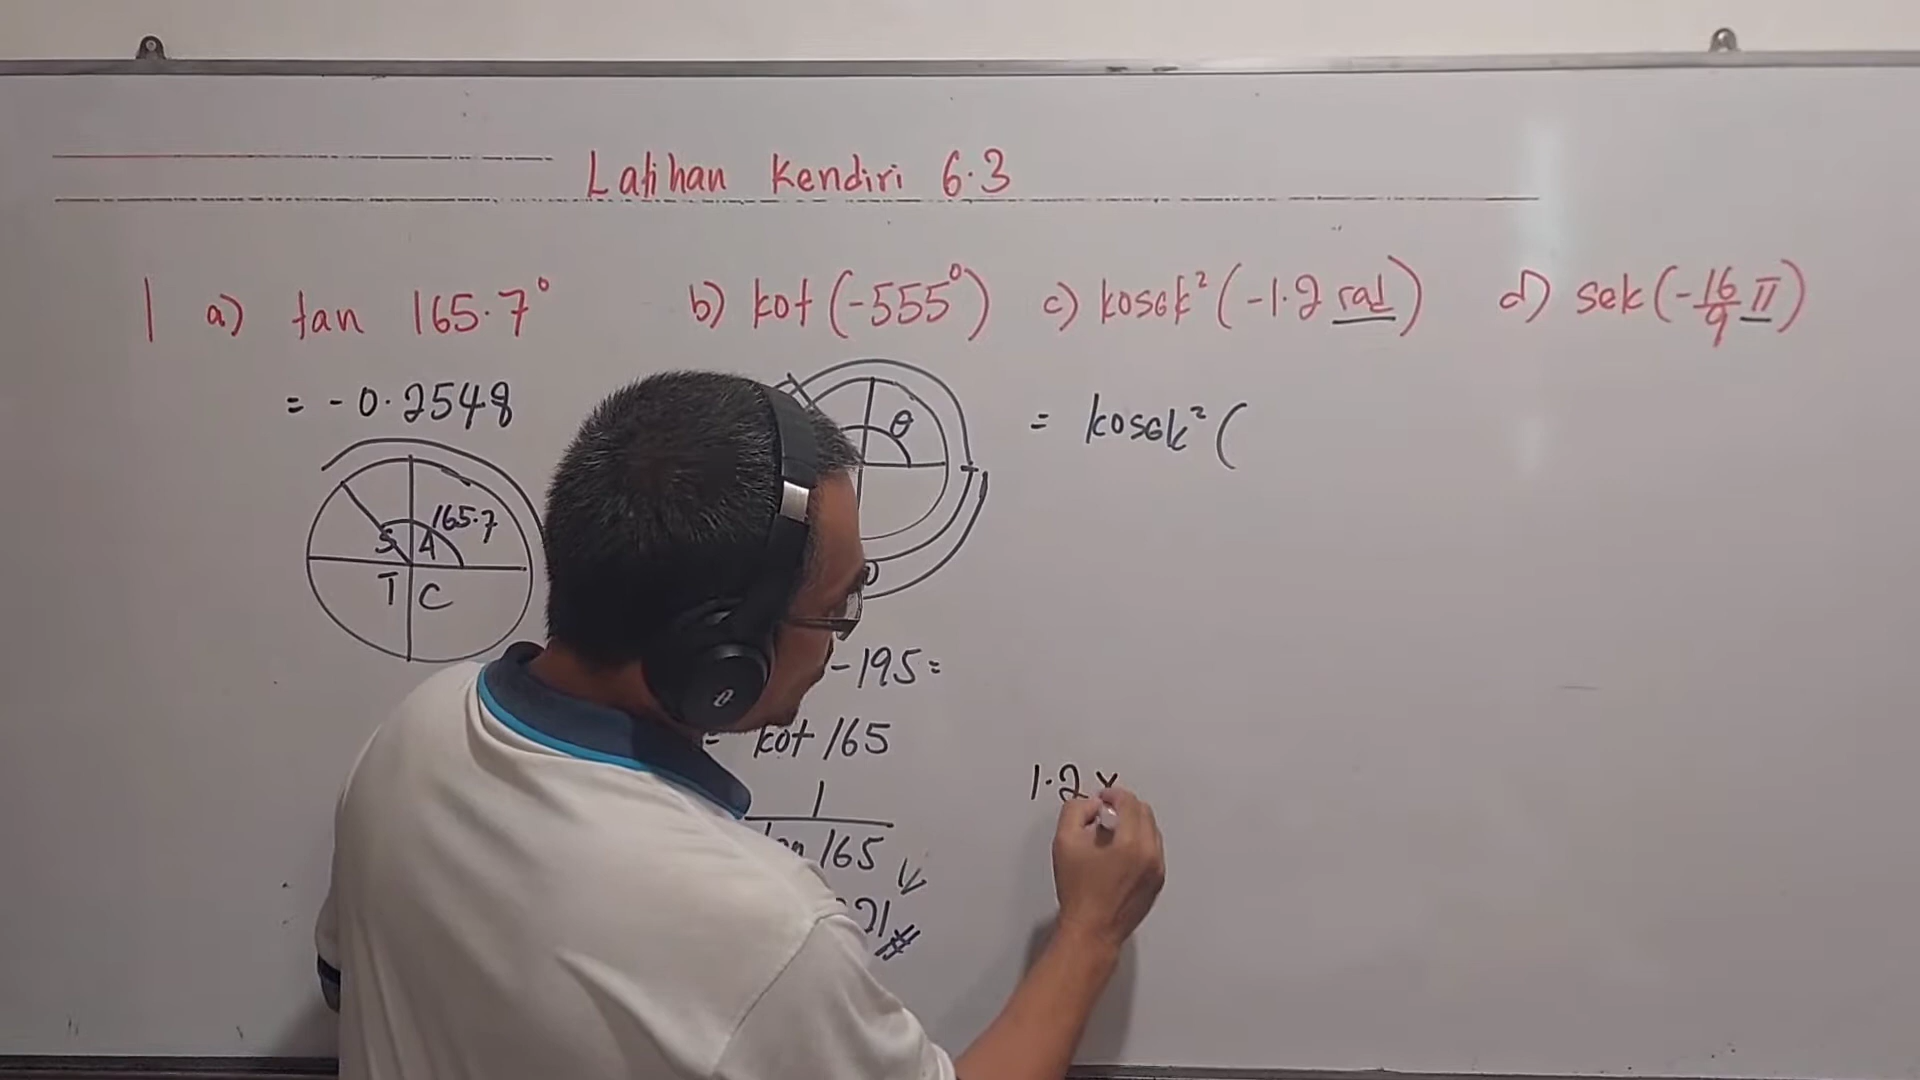 Latihan Kendiri 6.3
1 a) tan 165.7° b) kot (-555°) c) kosek² (-1.2 rad) d) sek (-16/9 π)
= -0.2548
= kosek² (
θ
165.7
S A
T C
-195 =
= kot 165
1.2 x
1
165
21